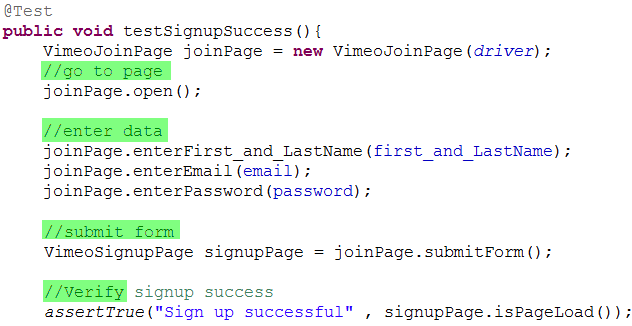 @Test
public void testSignupSuccess(){
VimeoJoinPage joinPage = new VimeoJoinPage(driver);
//go to page
joinPage.open();
//enter data
joinPage.enterFirst_and_LastName(first_and_LastName);
joinPage.enterEmail(email);
joinPage.enterPassword(password);
//submit form
VimeoSignupPage signupPage = joinPage.submitForm();
//Verify signup success
assertTrue("Sign up successful" , signupPage.isPageLoad());